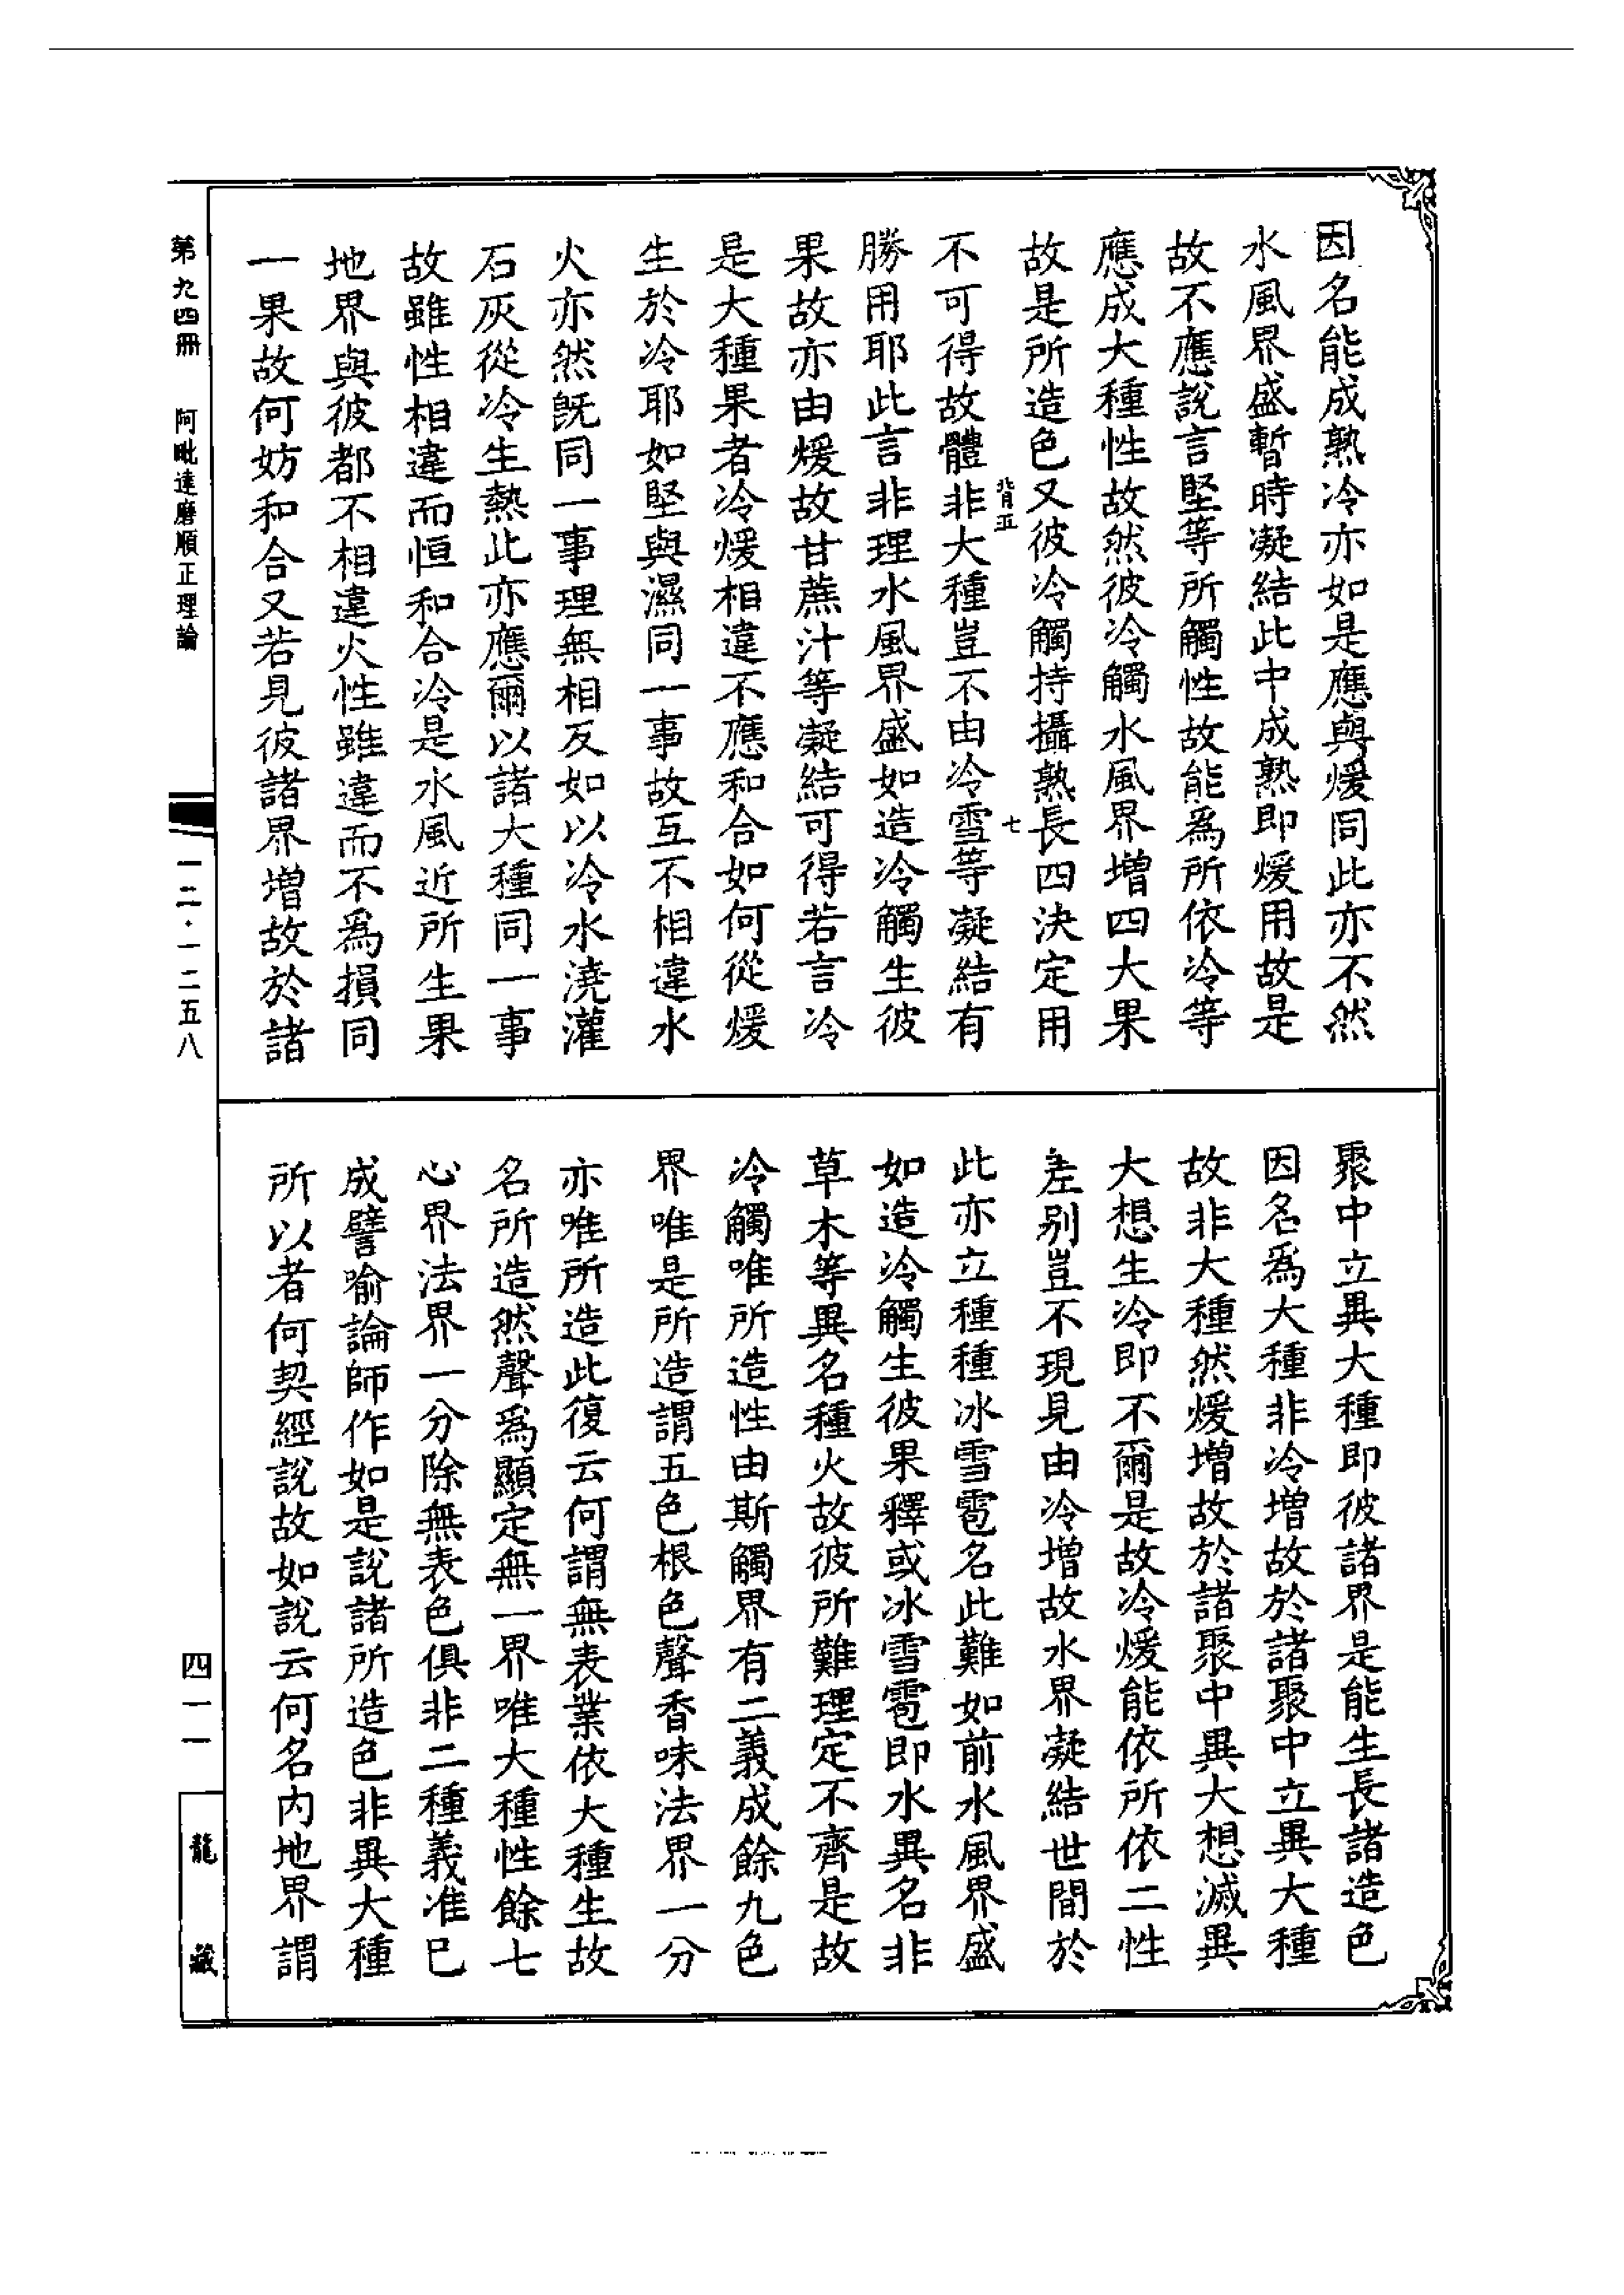 因名能成熟冷亦如是應與煖同此亦不然
水風界盛暫時凝結此中成熟即煖用故是
故不應說言堅等所觸性故能爲所依冷等
應成大種性故然彼冷觸水風界增四大果
故是所造色又彼冷觸持攝熟長四決定用
不可得故體非大種豈不由冷雪等凝結有
勝用耶此言非理水風界盛如造冷觸生彼
果故亦由煖故甘蔗汁等凝結可得若言冷
是大種果者冷煖相違不應和合如何從煖
生於冷耶如堅與濕同一事故互不相違水
火亦然旣同一事理無相反如以冷水澆灌
石灰從冷生熱此亦應爾以諸大種同一事
故雖性相違而恒和合冷是水風近所生果
地界與彼都不相違火性雖違而不爲損同
一果故何妨和合又若見彼諸界增故於諸
背五
七
聚中立異大種即彼諸界是能生長諸造色
因名爲大種非冷增故於諸聚中立異大種
故非大種然煖增故於諸聚中異大想滅異
大想生冷即不爾是故冷煖能依所依二性
差別豈不現見由冷增故水界凝結世間於
此亦立種種冰雪雹名此難如前水風界盛
如造冷觸生彼果釋或冰雪雹即水異名非
草木等異名種火故彼所難理定不齊是故
冷觸唯所造性由斯觸界有二義成餘九色
界唯是所造謂五色根色聲香味法界一分
亦唯所造此復云何謂無表業依大種生故
名所造然聲爲顯定無一界唯大種性餘七
心界法界一分除無表色俱非二種義准已
成譬喻論師作如是說諸所造色非異大種
所以者何契經說故如說云何名內地界謂
第九四冊 阿毗達磨順正理論
一二·一二五八
四一一
龍藏